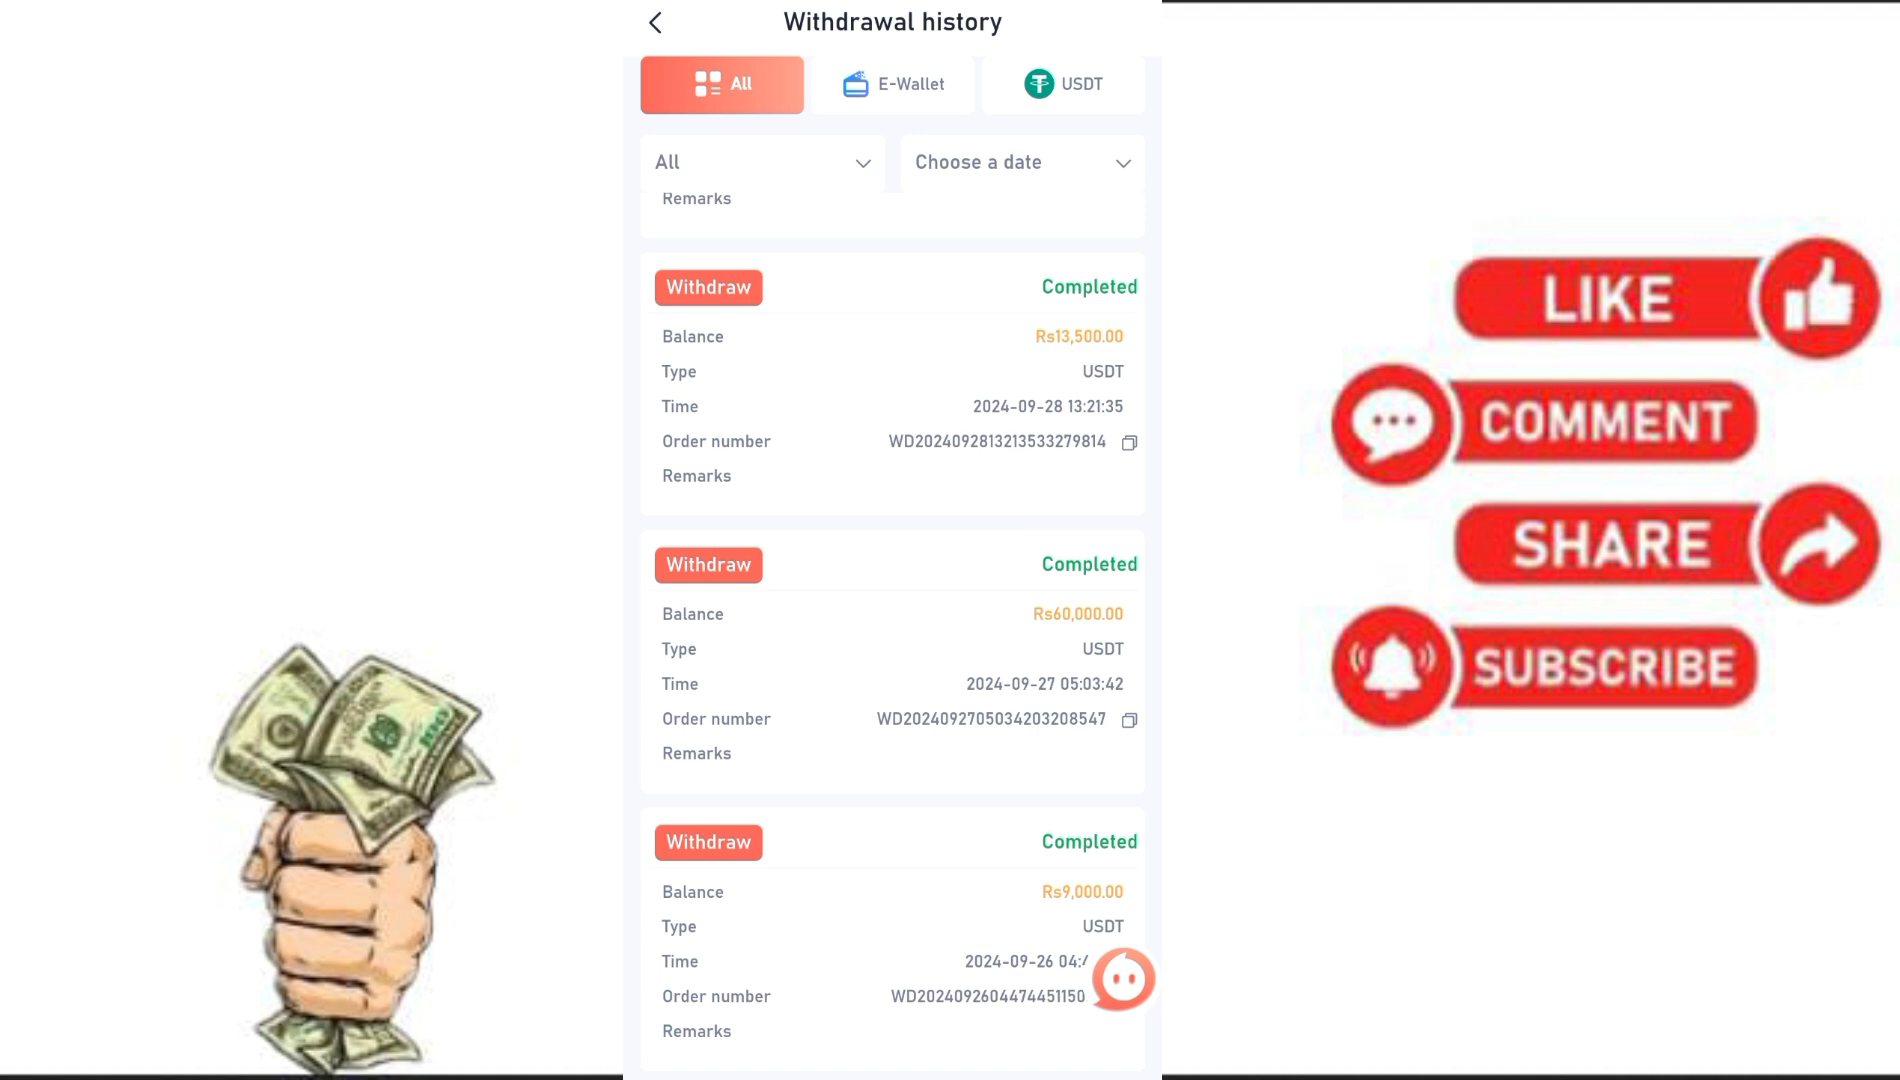 Withdrawal history
All
E-Wallet
USDT
All
Choose a date
Remarks
Withdraw
Completed
Balance
Rs13,500.00
Type
USDT
Time
2024-09-28 13:21:35
Order number
WD2024092813213533279814
Remarks
Withdraw
Completed
Balance
Rs60,000.00
Type
USDT
Time
2024-09-27 05:03:42
Order number
WD2024092705034203208547
Remarks
Withdraw
Completed
Balance
Rs9,000.00
Type
USDT
Time
2024-09-26 04:
Order number
WD2024092604474451150
Remarks
LIKE
COMMENT
SHARE
SUBSCRIBE